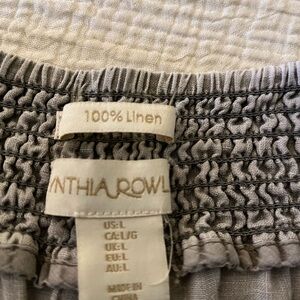 100% Linen
YNTHIA ROWL
US:L
CA:L/G
UK:L
EU:L
AU:L
MADE IN
CHINA